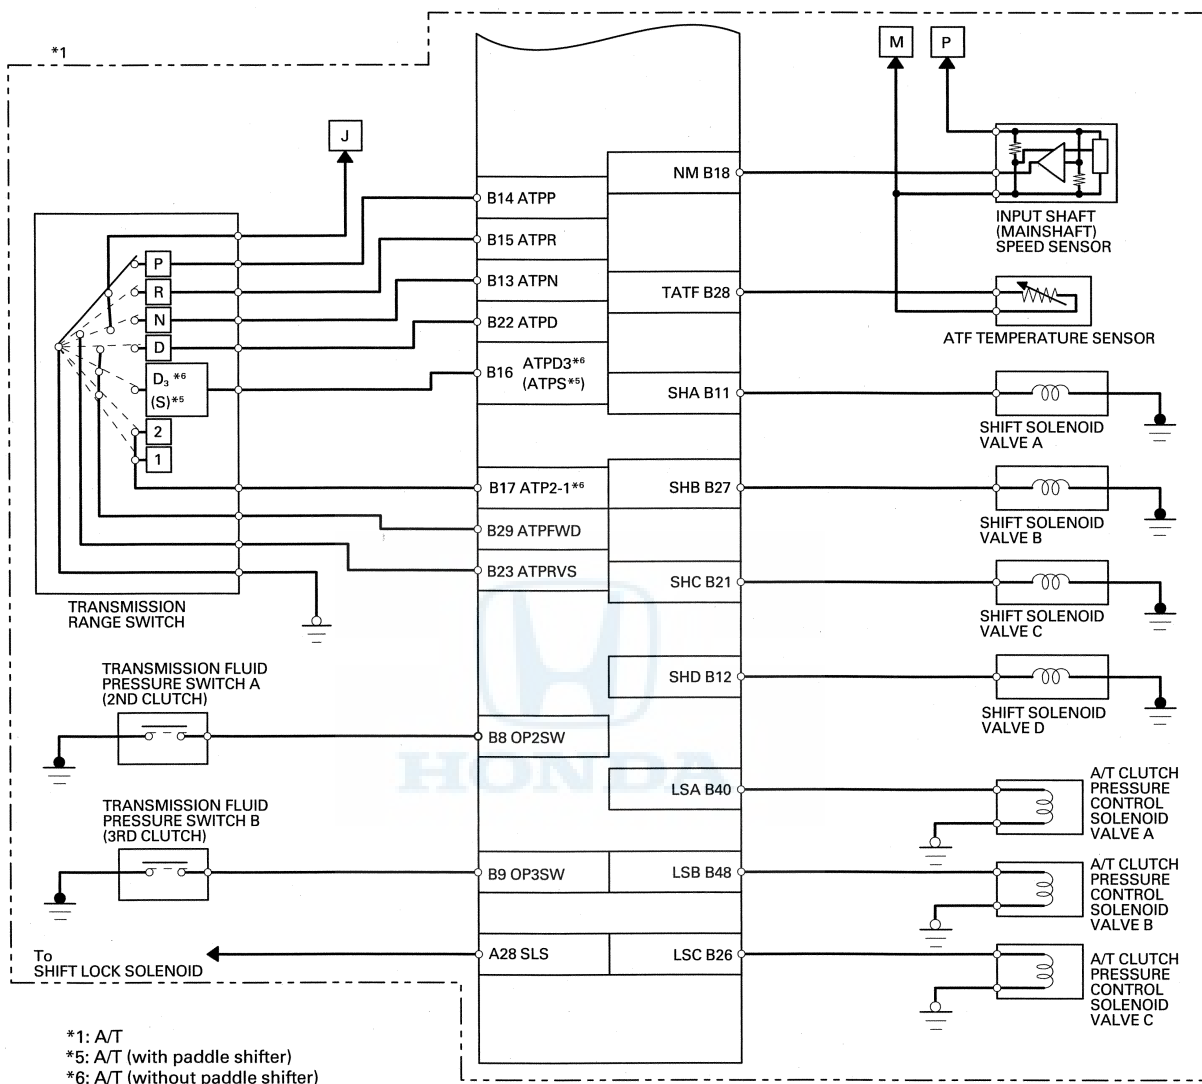 *1
M
P
J
NM B18
INPUT SHAFT
(MAINSHAFT)
SPEED SENSOR
B14 ATPP
B15 ATPR
B13 ATPN
B22 ATPD
B16
ATPD3*6
(ATPS*5)
TATF B28
ATF TEMPERATURE SENSOR
P
R
N
D
D3 *6
(S)*5
2
1
SHA B11
SHIFT SOLENOID
VALVE A
B17 ATP2-1*6
SHB B27
SHIFT SOLENOID
VALVE B
B29 ATPFWD
B23 ATPRVS
SHC B21
SHIFT SOLENOID
VALVE C
TRANSMISSION
RANGE SWITCH
SHD B12
SHIFT SOLENOID
VALVE D
TRANSMISSION FLUID
PRESSURE SWITCH A
(2ND CLUTCH)
B8 OP2SW
HONDA
LSA B40
A/T CLUTCH
PRESSURE
CONTROL
SOLENOID
VALVE A
TRANSMISSION FLUID
PRESSURE SWITCH B
(3RD CLUTCH)
B9 OP3SW
LSB B48
A/T CLUTCH
PRESSURE
CONTROL
SOLENOID
VALVE B
To
SHIFT LOCK SOLENOID
A28 SLS
LSC B26
A/T CLUTCH
PRESSURE
CONTROL
SOLENOID
VALVE C
*1: A/T
*5: A/T (with paddle shifter)
*6: A/T (without paddle shifter)